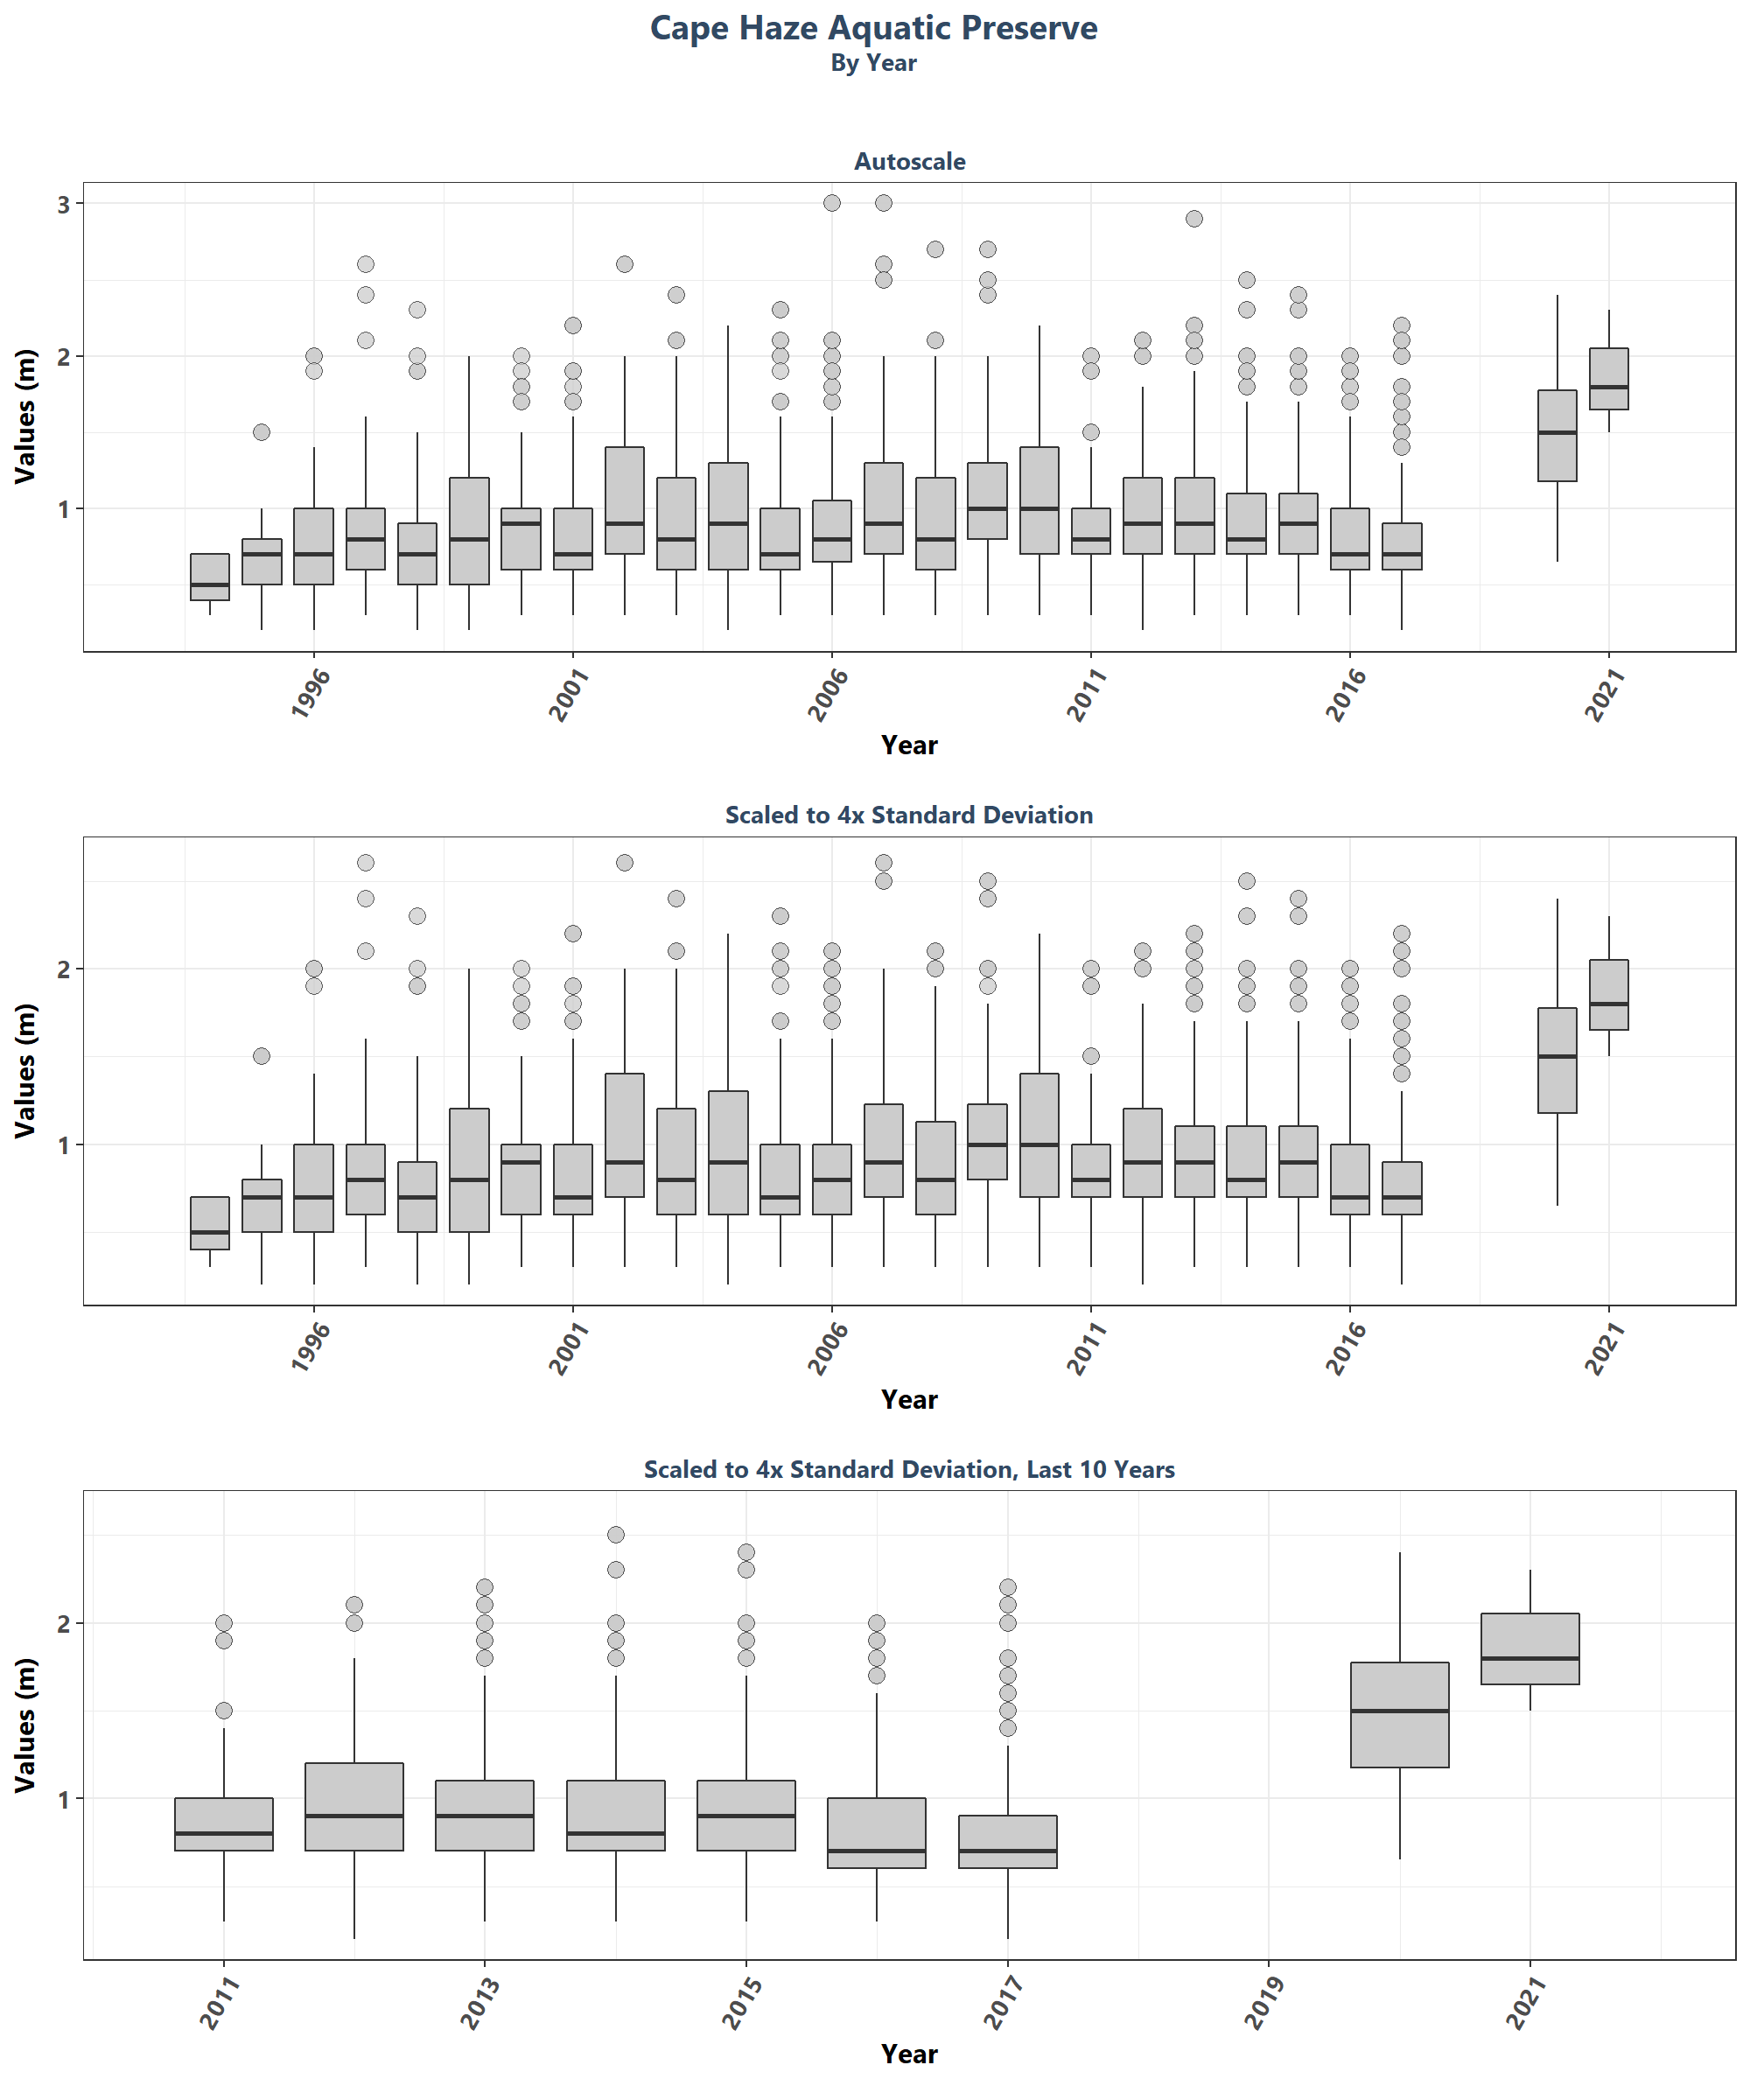 Cape Haze Aquatic Preserve
By Year
Autoscale
3
2
1
Values (m)
1996 2001 2006 2011 2016 2021
Year
Scaled to 4x Standard Deviation
2
1
Values (m)
1996 2001 2006 2011 2016 2021
Year
Scaled to 4x Standard Deviation, Last 10 Years
2
1
Values (m)
2011 2013 2015 2017 2019 2021
Year